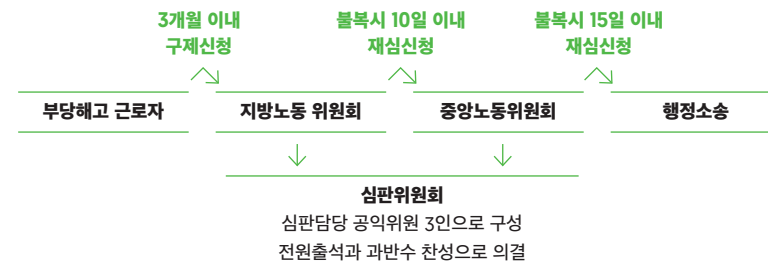 3개월 이내
구제신청
불복시 10일 이내
재심신청
불복시 15일 이내
재심신청
부당해고 근로자
지방노동 위원회
중앙노동위원회
행정소송
심판위원회
심판담당 공익위원 3인으로 구성
전원출석과 과반수 찬성으로 의결